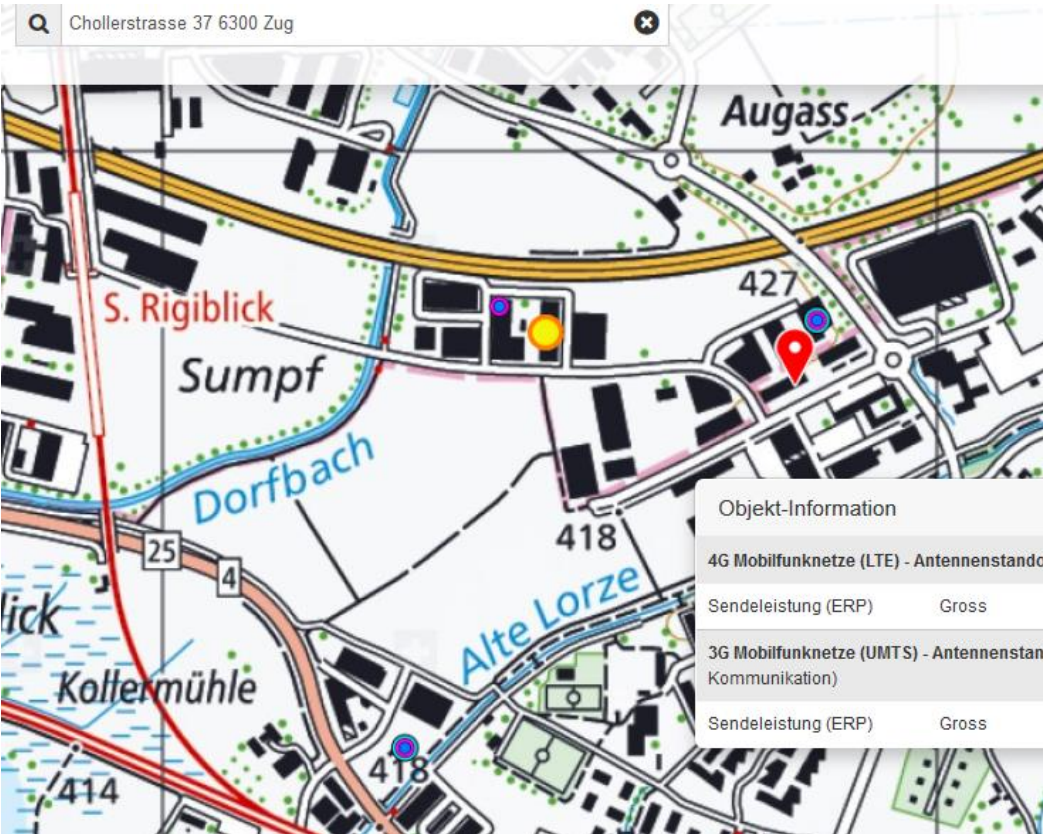 Chollerstrasse 37 6300 Zug
Augass
427
S. Rigiblick
Sumpf
Dorfbach
418
25
4
Alte Lorze
lick
Kollermühle
418
414
Objekt-Information
4G Mobilfunknetze (LTE) - Antennenstando
Sendeleistung (ERP) Gross
3G Mobilfunknetze (UMTS) - Antennenstan
Kommunikation)
Sendeleistung (ERP) Gross